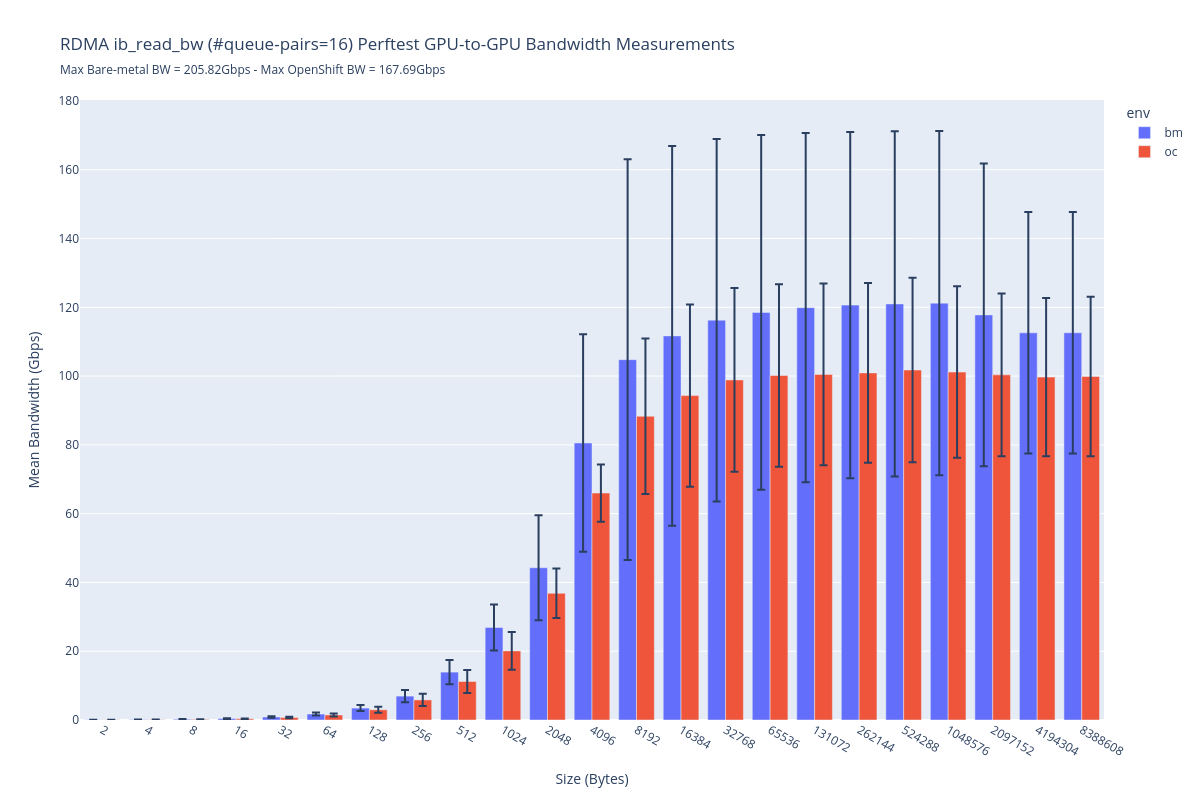 RDMA ib_read_bw (#queue-pairs=16) Perftest GPU-to-GPU Bandwidth Measurements
Max Bare-metal BW = 205.82Gbps - Max OpenShift BW = 167.69Gbps
env
bm
oc
Mean Bandwidth (Gbps)
180
160
140
120
100
80
60
40
20
0
2 4 8 16 32 64 128 256 512 1024 2048 4096 8192 16384 32768 65536 131072 262144 524288 1048576 2097152 4194304 8388608
Size (Bytes)